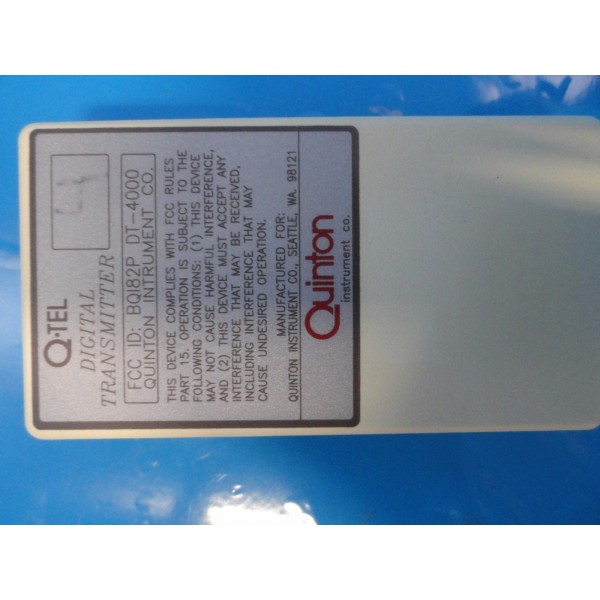 Q-TEL
DIGITAL
TRANSMITTER
FCC ID: BQI82P DT-4000
QUINTON INTRUMENT CO.
THIS DEVICE COMPLIES WITH FCC RULES
PART 15. OPERATION IS SUBJECT TO THE
FOLLOWING CONDITIONS: (1) THIS DEVICE
MAY NOT CAUSE HARMFUL INTERFERENCE,
AND (2) THIS DEVICE MUST ACCEPT ANY
INTERFERENCE THAT MAY BE RECEIVED,
INCLUDING INTERFERENCE THAT MAY
CAUSE UNDESIRED OPERATION.
MANUFACTURED FOR:
QUINTON INSTRUMENT CO., SEATTLE, WA. 98121
Quinton
instrument co.